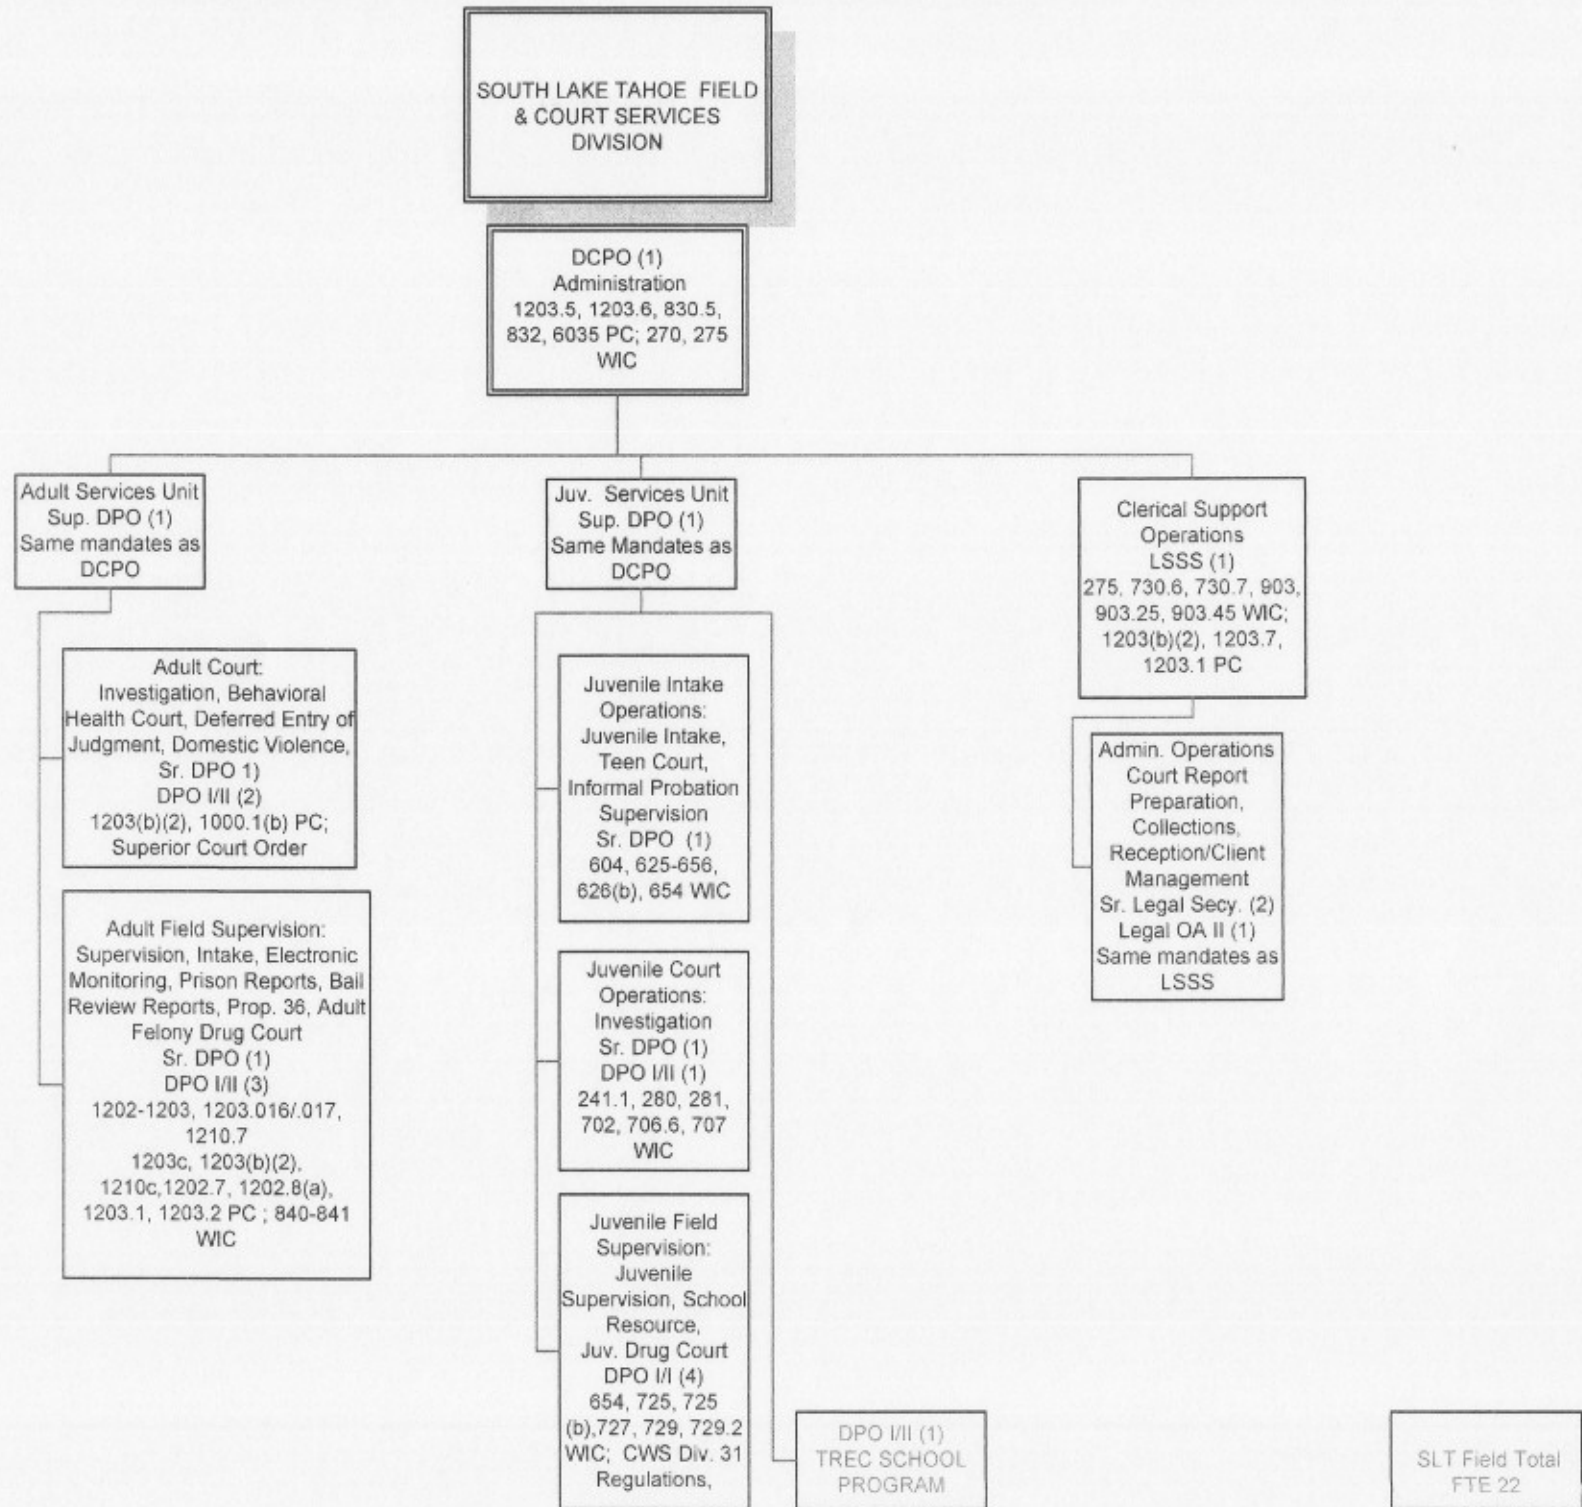 SOUTH LAKE TAHOE FIELD
& COURT SERVICES
DIVISION
DCPO (1)
Administration
1203.5, 1203.6, 830.5,
832, 6035 PC; 270, 275
WIC
Adult Services Unit
Sup. DPO (1)
Same mandates as
DCPO
Adult Court:
Investigation, Behavioral
Health Court, Deferred Entry of
Judgment, Domestic Violence,
Sr. DPO 1)
DPO I/II (2)
1203(b)(2), 1000.1(b) PC;
Superior Court Order
Adult Field Supervision:
Supervision, Intake, Electronic
Monitoring, Prison Reports, Bail
Review Reports, Prop. 36, Adult
Felony Drug Court
Sr. DPO (1)
DPO I/II (3)
1202-1203, 1203.016/.017,
1210.7
1203c, 1203(b)(2),
1210c,1202.7, 1202.8(a),
1203.1, 1203.2 PC ; 840-841
WIC
Juv. Services Unit
Sup. DPO (1)
Same Mandates as
DCPO
Juvenile Intake
Operations:
Juvenile Intake,
Teen Court,
Informal Probation
Supervision
Sr. DPO (1)
604, 625-656,
626(b), 654 WIC
Juvenile Court
Operations:
Investigation
Sr. DPO (1)
DPO I/II (1)
241.1, 280, 281,
702, 706.6, 707
WIC
Juvenile Field
Supervision:
Juvenile
Supervision, School
Resource,
Juv. Drug Court
DPO I/I (4)
654, 725, 725
(b),727, 729, 729.2
WIC; CWS Div. 31
Regulations,
DPO I/II (1)
TREC SCHOOL
PROGRAM
Clerical Support
Operations
LSSS (1)
275, 730.6, 730.7, 903,
903.25, 903.45 WIC;
1203(b)(2), 1203.7,
1203.1 PC
Admin. Operations
Court Report
Preparation,
Collections,
Reception/Client
Management
Sr. Legal Secy. (2)
Legal OA II (1)
Same mandates as
LSSS
SLT Field Total
FTE 22